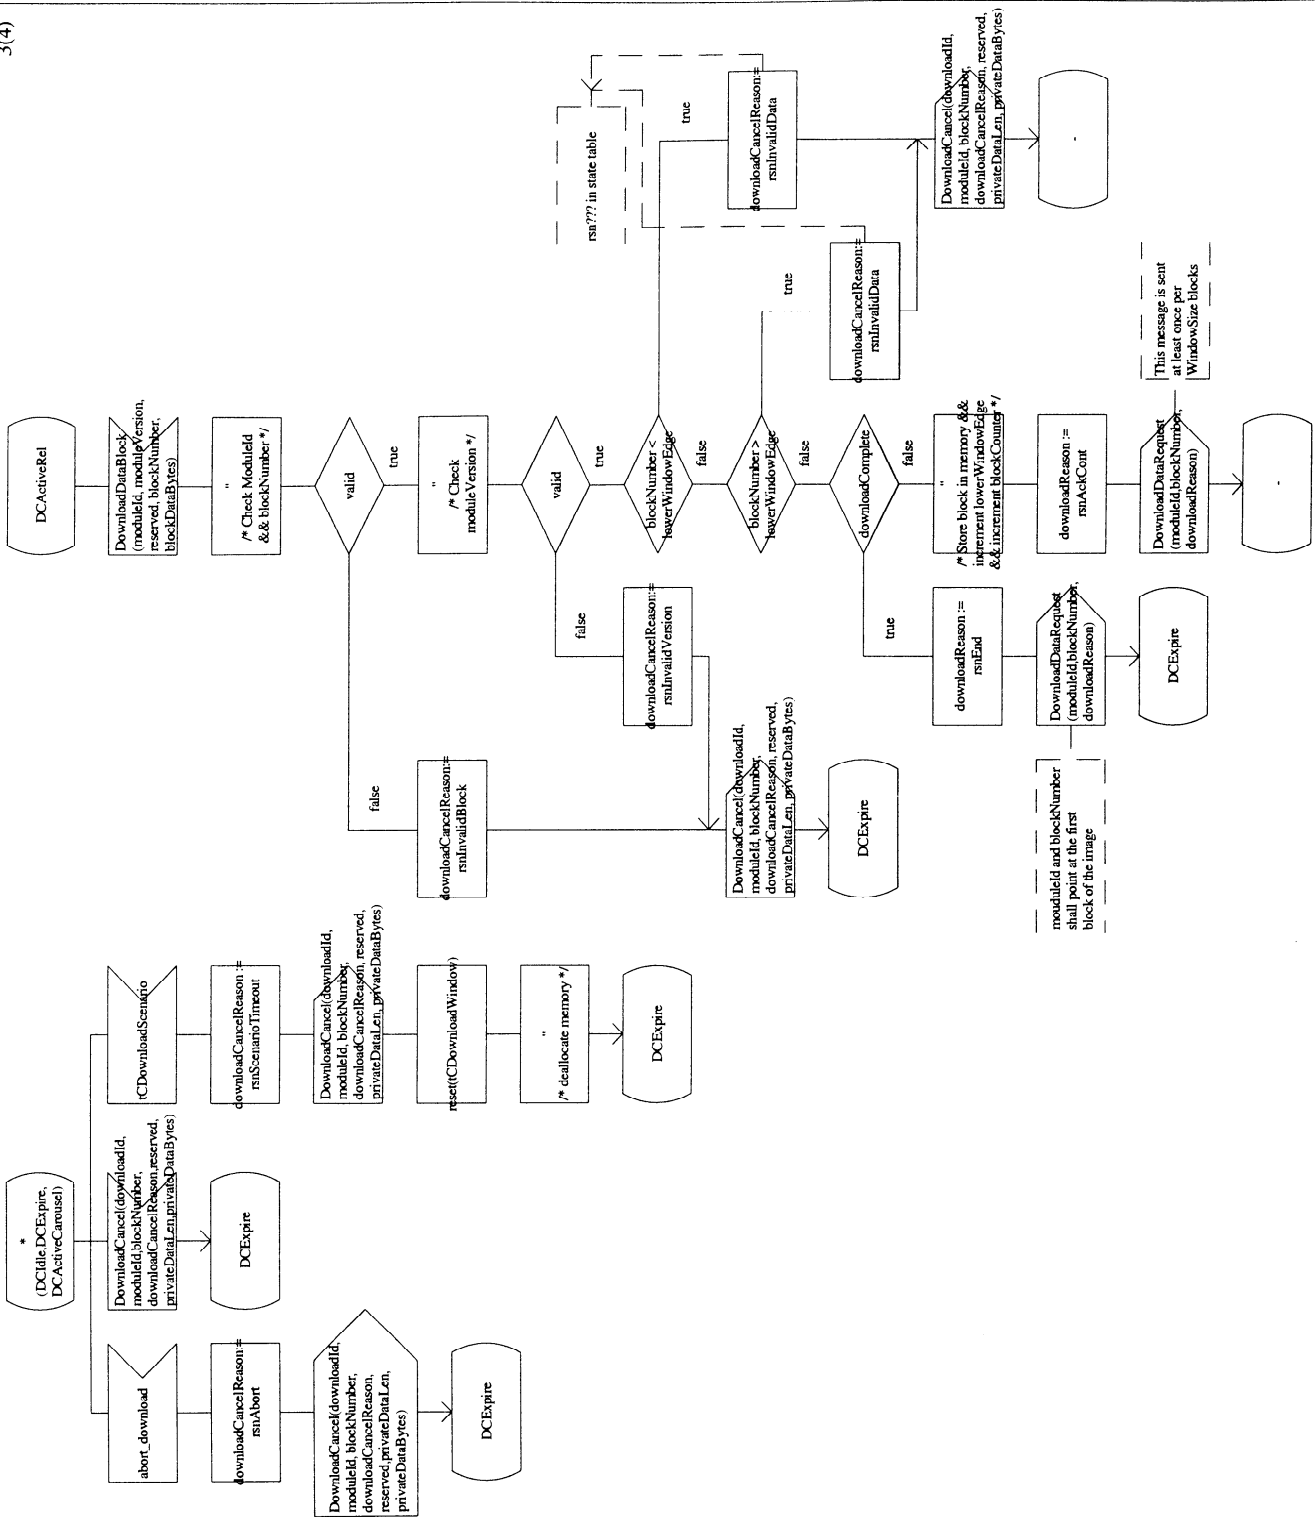 3(4)
*
(DCIdle,DCExpire,
DCActiveCarousel)
abort_download
downloadCancelReason:=
rsnAbort
DownloadCancel(downloadId,
moduleId, blockNumber,
downloadCancelReason,
reserved,privateDataLen,
privateDataBytes)
DCExpire
DownloadCancel(downloadId,
moduleId,blockNumber,
downloadCancelReason,reserved,
privateDataLen,privateDataBytes)
DCExpire
tCDownloadScenario
downloadCancelReason :=
rsnScenarioTimeout
DownloadCancel(downloadId,
moduleId, blockNumber,
downloadCancelReason, reserved,
privateDataLen, privateDataBytes)
reset(tCDownloadWindow)
''
/* deallocate memory */
DCExpire
DCActiveRel
DownloadDataBlock
(moduleId, moduleVersion,
reserved, blockNumber,
blockDataBytes)
''
/* Check ModuleId
&& blockNumber */
valid
false
true
downloadCancelReason:=
rsnInvalidBlock
''
/* Check
moduleVersion */
valid
false
true
downloadCancelReason:=
rsnInvalidVersion
DownloadCancel(downloadId,
moduleId, blockNumber,
downloadCancelReason, reserved,
privateDataLen, privateDataBytes)
DCExpire
blockNumber <
lowerWindowEdge
false
true
rsn??? in state table
downloadCancelReason:=
rsnInvalidData
blockNumber >
lowerWindowEdge
false
true
downloadCancelReason:=
rsnInvalidData
DownloadCancel(downloadId,
moduleId, blockNumber,
downloadCancelReason, reserved,
privateDataLen, privateDataBytes)
-
downloadComplete
true
false
downloadReason :=
rsnEnd
DownloadDataRequest
(moduleId,blockNumber,
downloadReason)
mouduleId and blockNumber
shall point at the first
block of the image
DCExpire
''
/* Store block in memory &&
increment lowerWindowEdge
&& increment blockCounter */
downloadReason :=
rsnAckCont
DownloadDataRequest
(moduleId,blockNumber,
downloadReason)
This message is sent
at least once per
WindowSize blocks
-